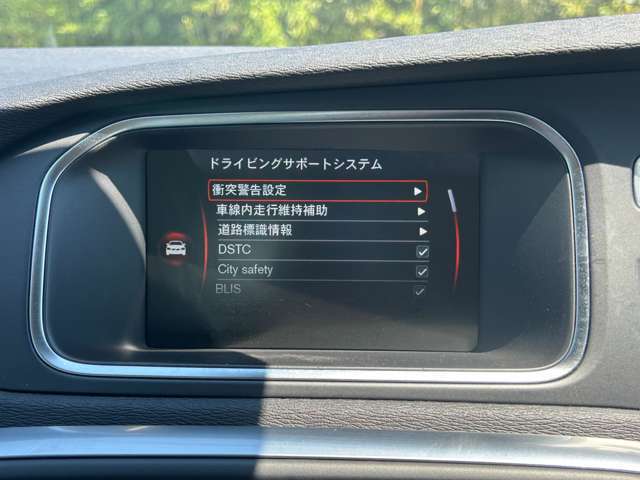 ドライビングサポートシステム
衝突警告設定
車線内走行維持補助
道路標識情報
DSTC
City safety
BLIS